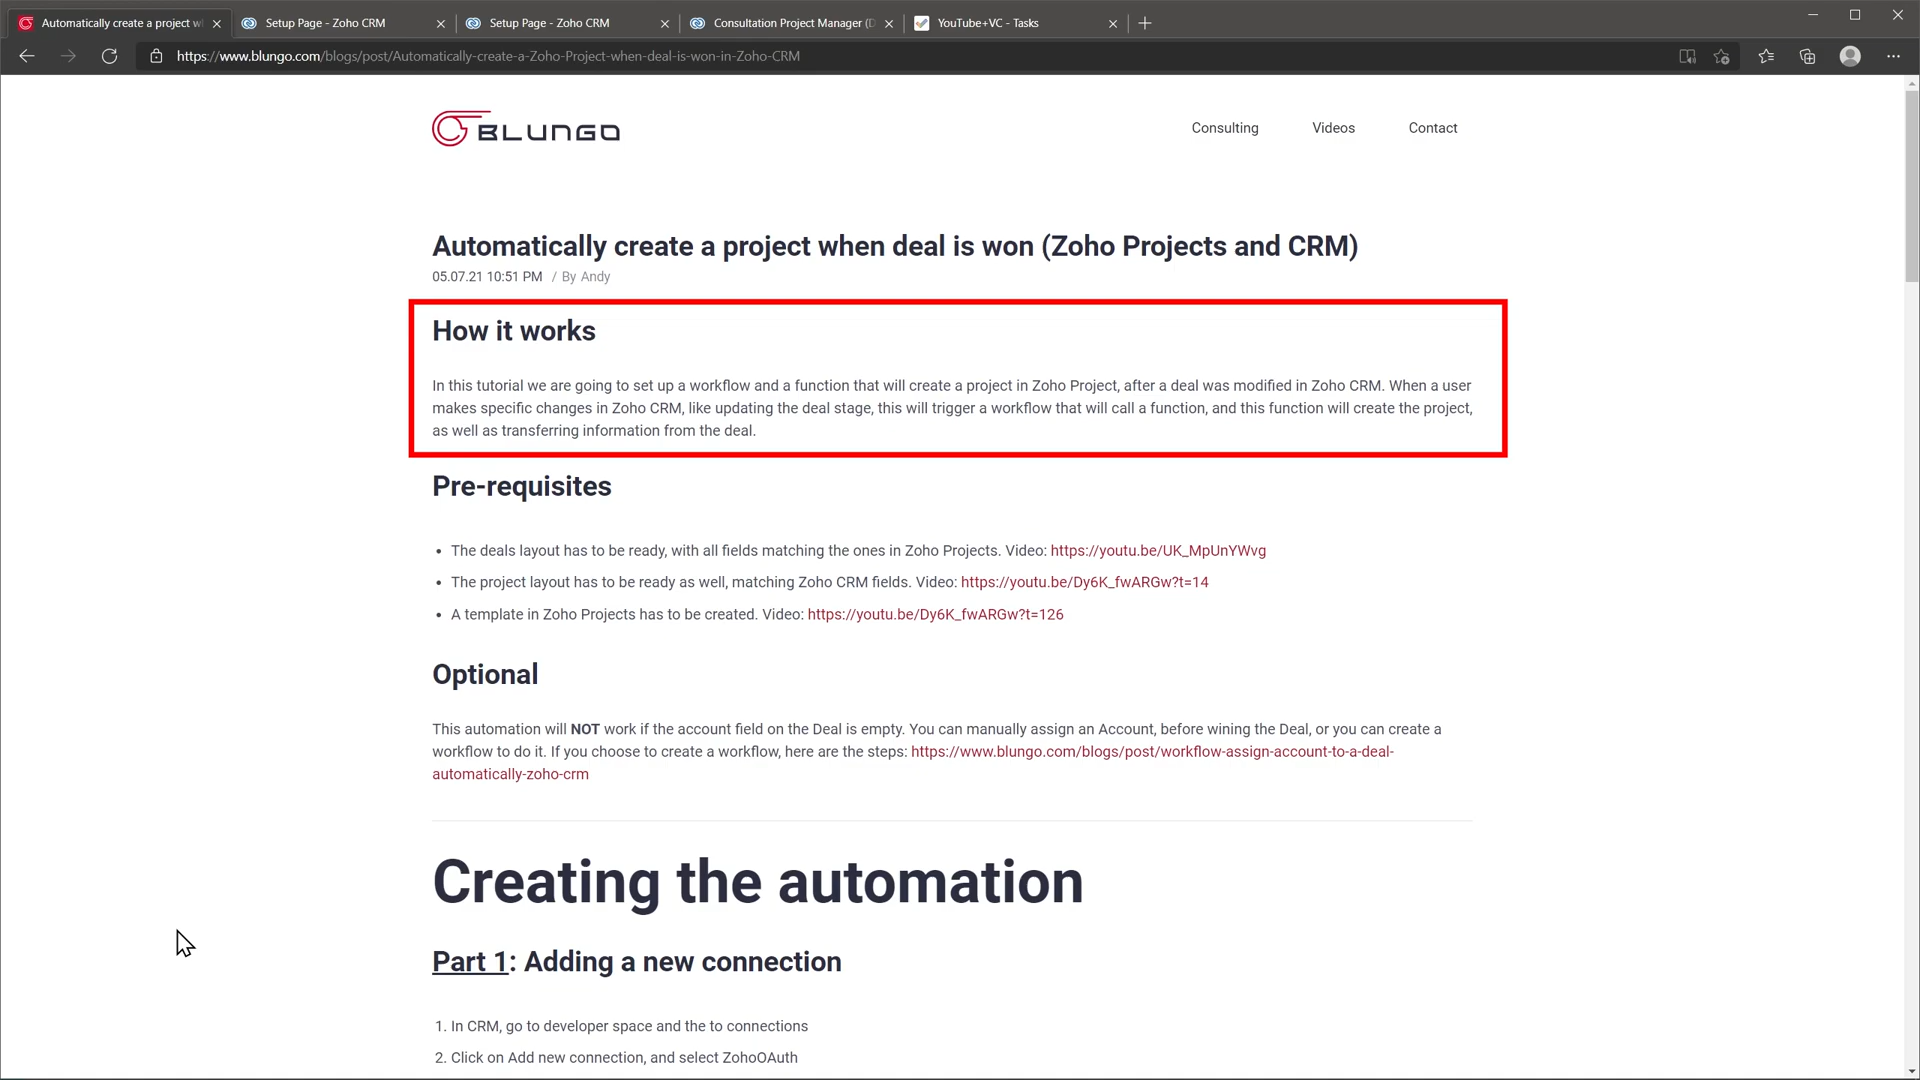 Automatically create a project w
Setup Page - Zoho CRM
Setup Page - Zoho CRM
Consultation Project Manager (D
YouTube+VC - Tasks
https://www.blungo.com/blogs/post/Automatically-create-a-Zoho-Project-when-deal-is-won-in-Zoho-CRM
BLUNGO
Consulting
Videos
Contact
Automatically create a project when deal is won (Zoho Projects and CRM)
05.07.21 10:51 PM / By Andy
How it works
In this tutorial we are going to set up a workflow and a function that will create a project in Zoho Project, after a deal was modified in Zoho CRM. When a user
makes specific changes in Zoho CRM, like updating the deal stage, this will trigger a workflow that will call a function, and this function will create the project,
as well as transferring information from the deal.
Pre-requisites
• The deals layout has to be ready, with all fields matching the ones in Zoho Projects. Video: https://youtu.be/UK_MpUnYWvg
• The project layout has to be ready as well, matching Zoho CRM fields. Video: https://youtu.be/Dy6K_fwARGw?t=14
• A template in Zoho Projects has to be created. Video: https://youtu.be/Dy6K_fwARGw?t=126
Optional
This automation will NOT work if the account field on the Deal is empty. You can manually assign an Account, before wining the Deal, or you can create a
workflow to do it. If you choose to create a workflow, here are the steps: https://www.blungo.com/blogs/post/workflow-assign-account-to-a-deal-
automatically-zoho-crm
Creating the automation
Part 1: Adding a new connection
1. In CRM, go to developer space and the to connections
2. Click on Add new connection, and select ZohoOAuth